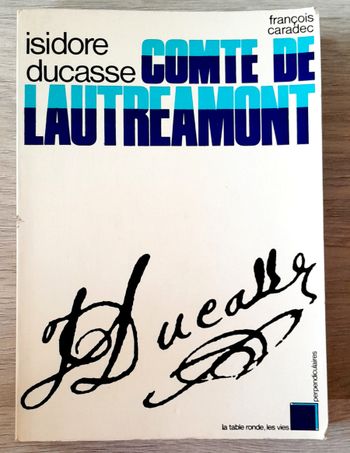 françois
caradec
isidore
ducasse COMTE DE
LAUTREAMONT
J Ducasse
la table ronde, les vies
perpendiculaires